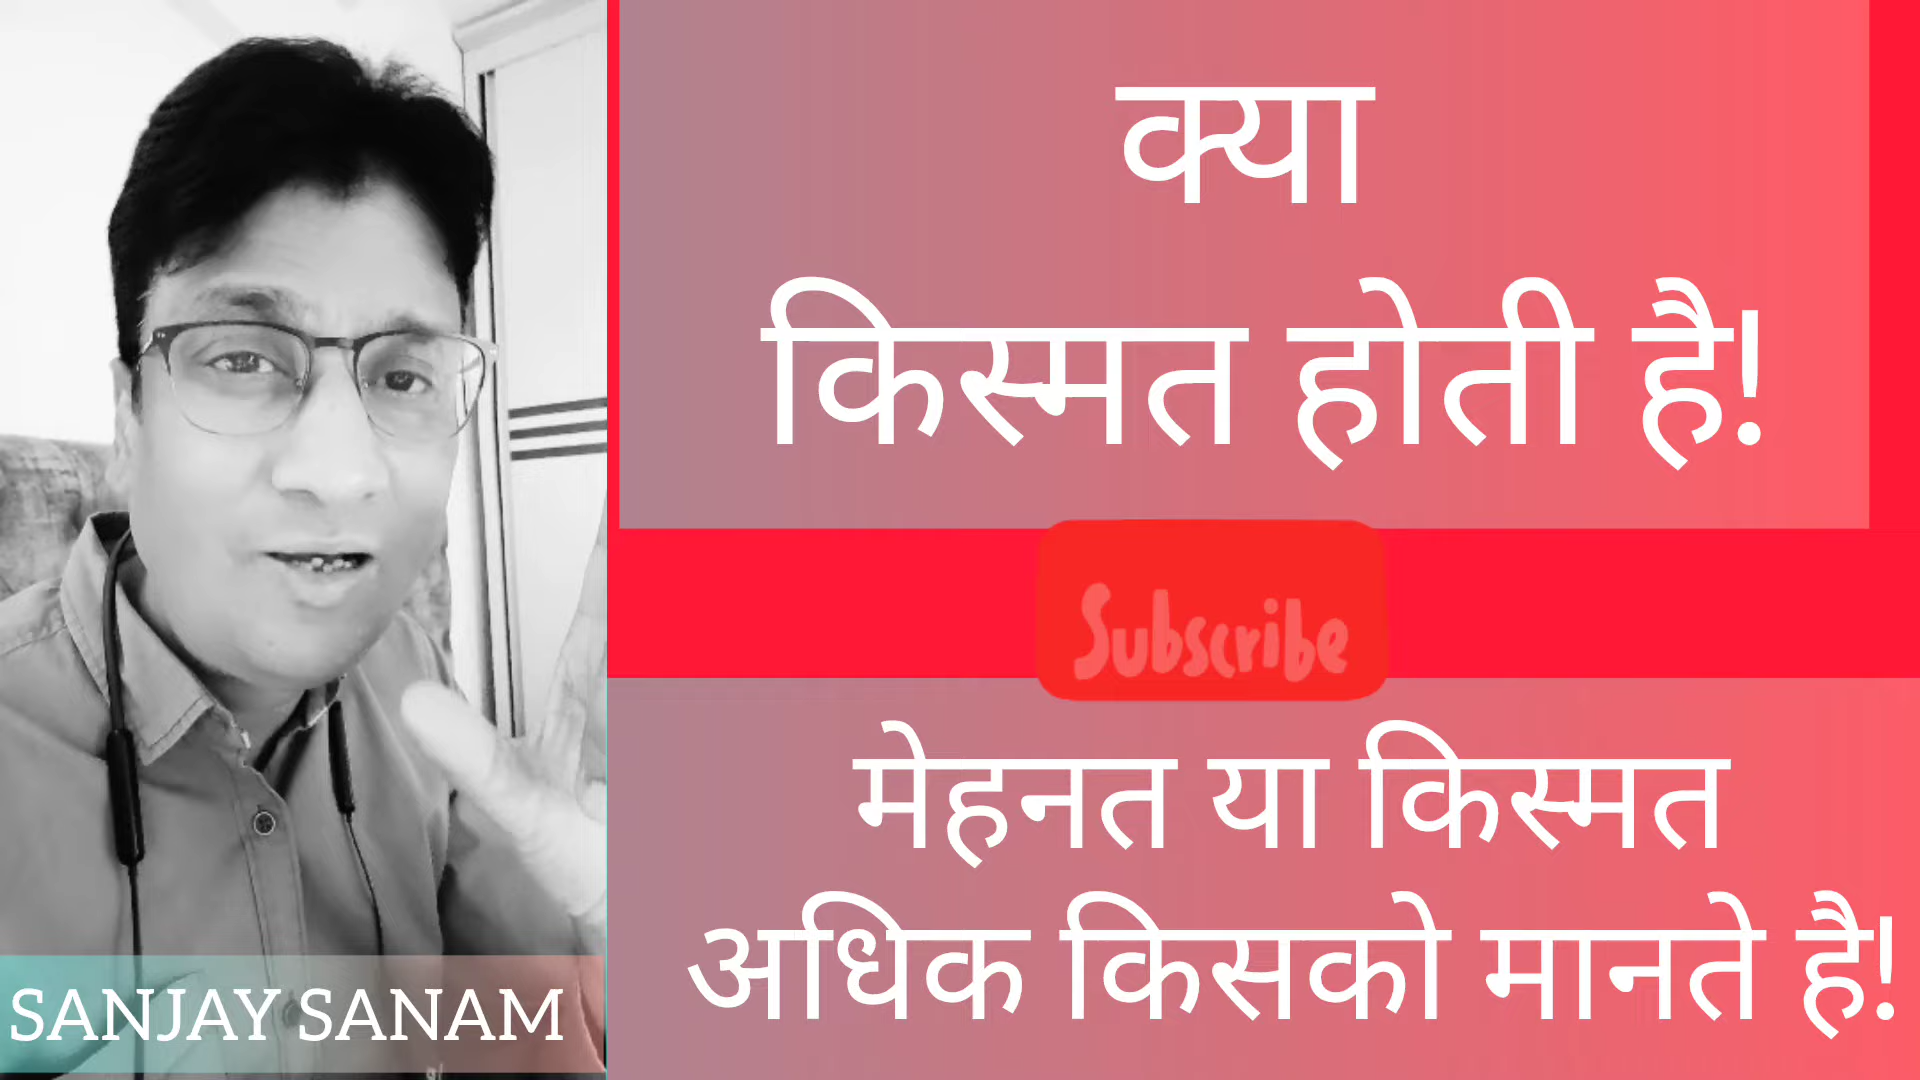 क्या
किस्मत होती है!
Subscribe
मेहनत या किस्मत
अधिक किसको मानते है!
SANJAY SANAM